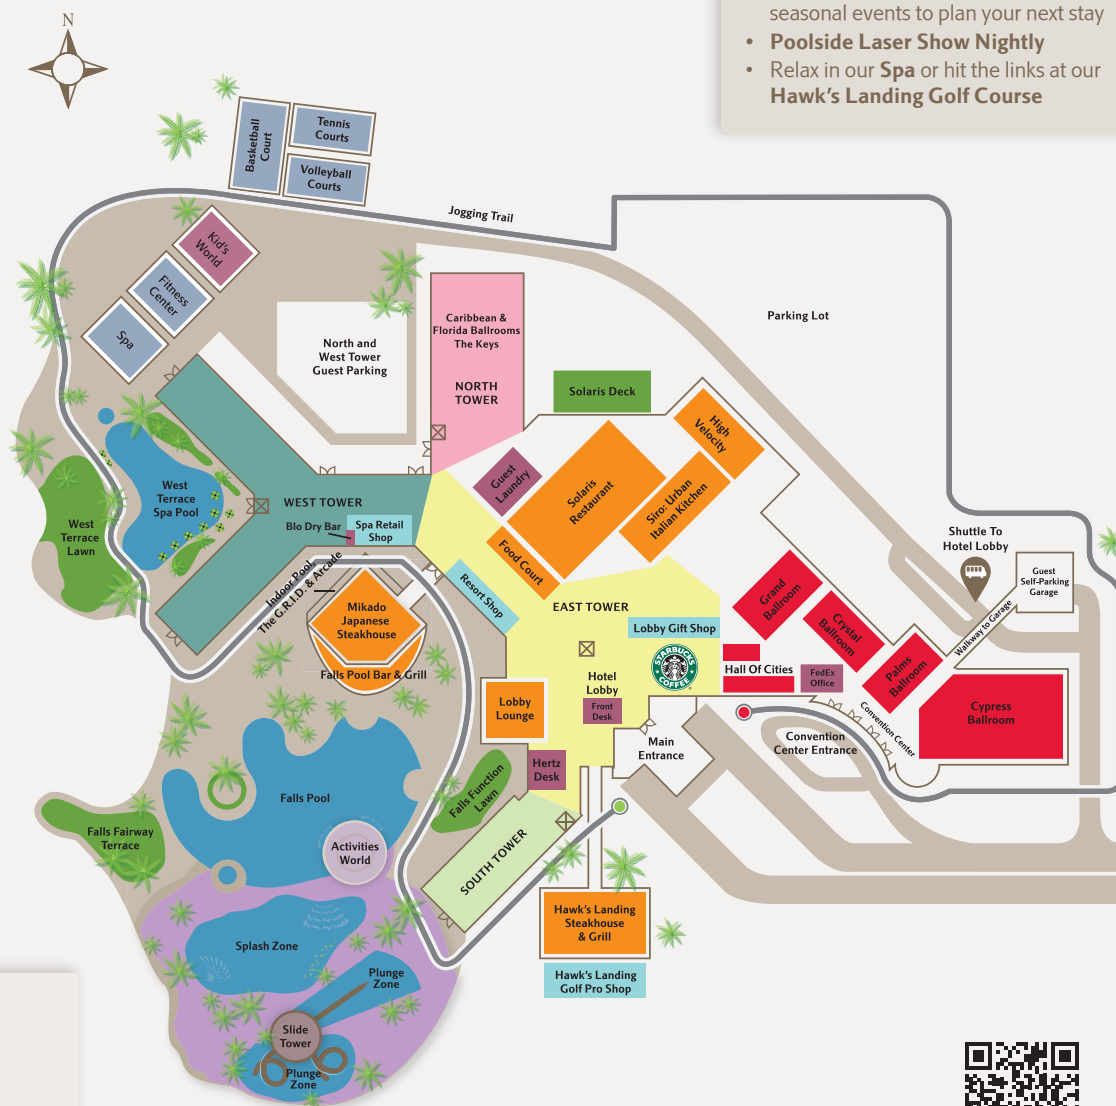 seasonal events to plan your next stay
• Poolside Laser Show Nightly
• Relax in our Spa or hit the links at our
Hawk's Landing Golf Course
N
Basketball
Court
Tennis
Courts
Volleyball
Courts
Jogging Trail
Kid's
World
Fitness
Center
Spa
Parking Lot
Caribbean &
Florida Ballrooms
The Keys
NORTH
TOWER
North and
West Tower
Guest Parking
Solaris Deck
High
Velocity
Guest
Laundry
Solaris
Restaurant
Siro: Urban
Italian Kitchen
Food Court
West
Terrace
Spa Pool
West
Terrace
Lawn
WEST TOWER
Blo Dry Bar
Spa Retail
Shop
Indoor Pool,
The G.R.I.D. & Arcade
Mikado
Japanese
Steakhouse
Falls Pool Bar & Grill
Resort Shop
EAST TOWER
Lobby Gift Shop
STARBUCKS
COFFEE
Hotel
Lobby
Front
Desk
Lobby
Lounge
Hertz
Desk
Main
Entrance
Grand
Ballroom
Crystal
Ballroom
Palms
Ballroom
Cypress
Ballroom
Hall Of Cities
FedEx
Office
Convention Center
Convention
Center Entrance
Shuttle To
Hotel Lobby
Guest
Self-Parking
Garage
Walkway to Garage
Falls Function
Lawn
SOUTH TOWER
Falls Pool
Falls Fairway
Terrace
Activities
World
Splash Zone
Plunge
Zone
Slide
Tower
Plunge
Zone
Hawk's Landing
Steakhouse
& Grill
Hawk's Landing
Golf Pro Shop